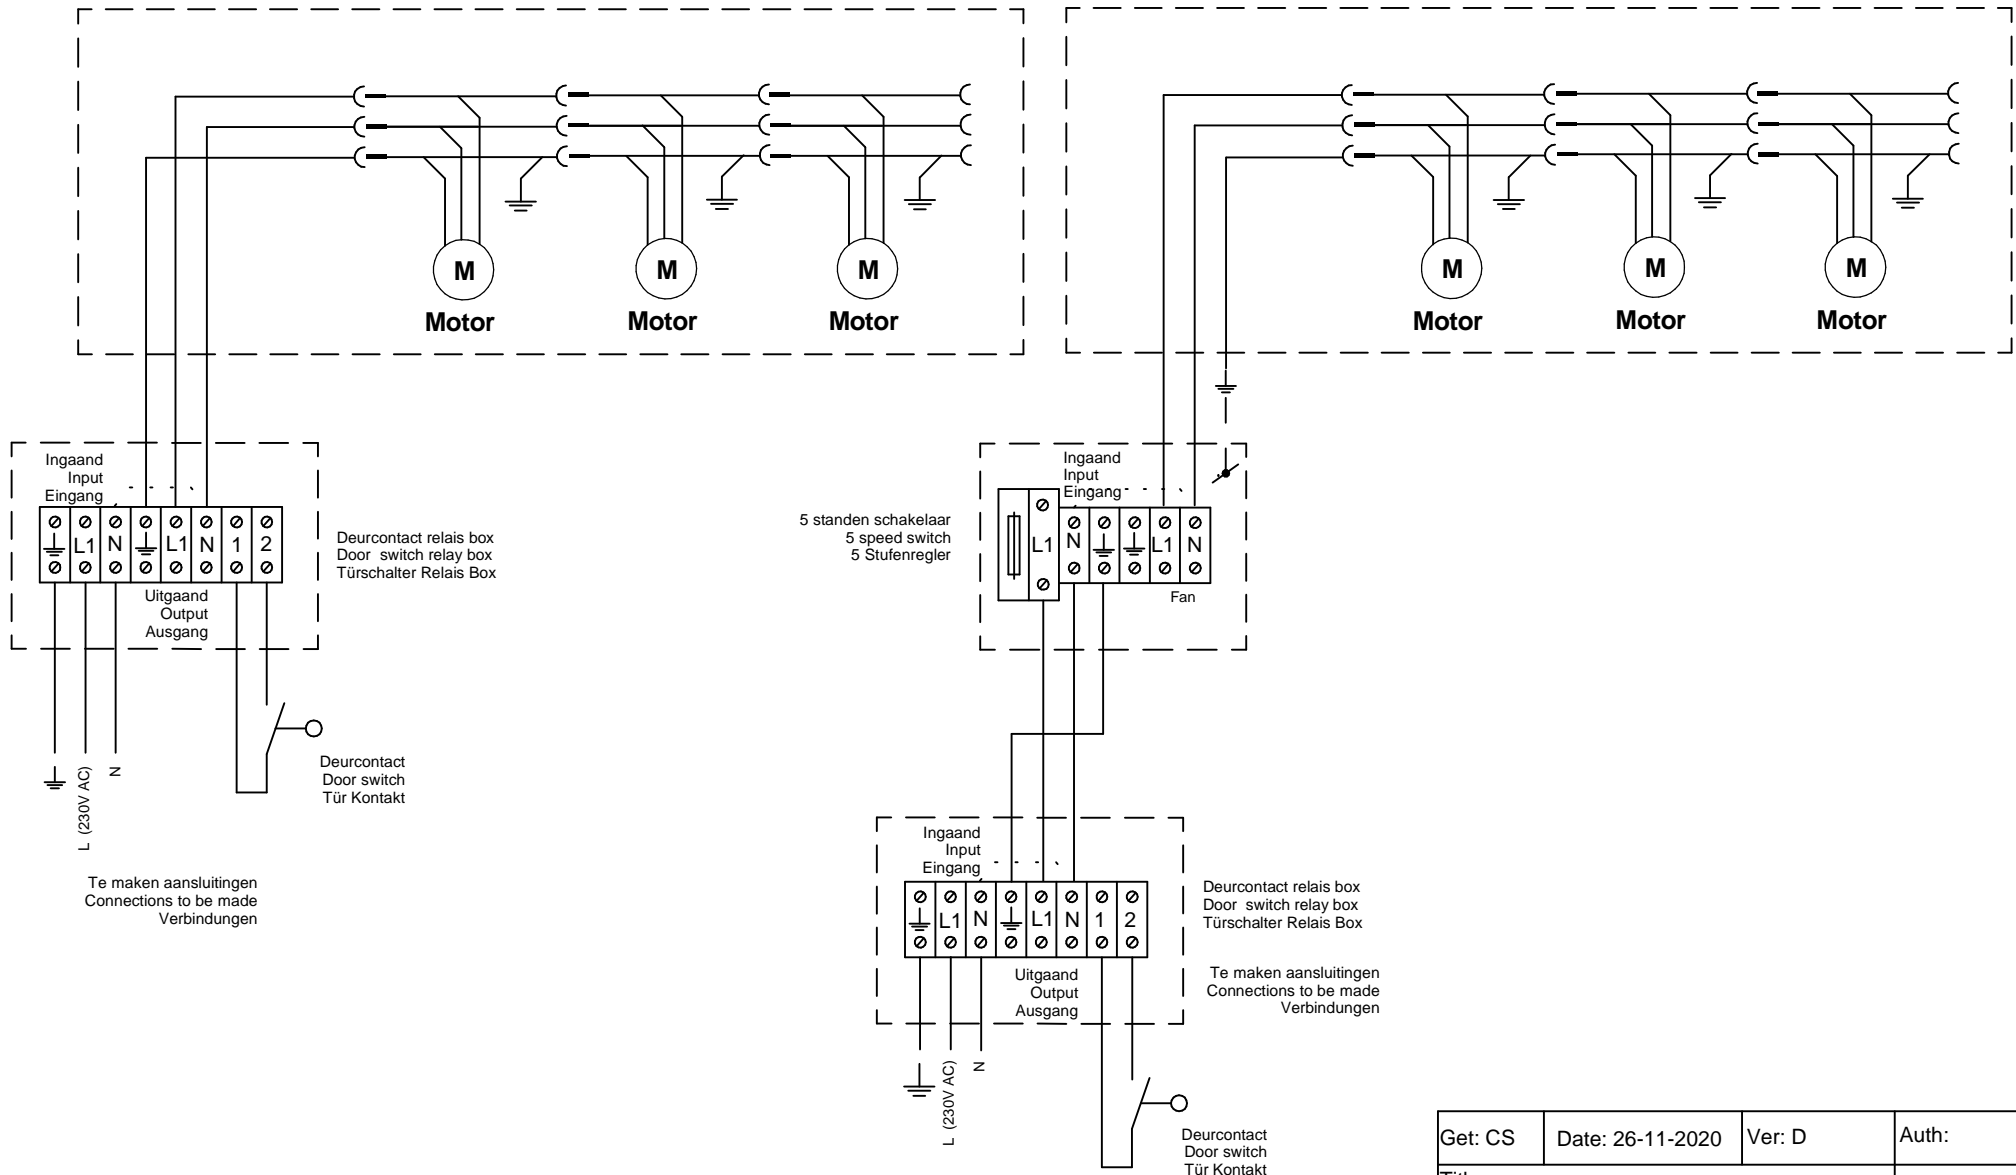 M
M
M
Motor
Motor
Motor
M
M
M
Motor
Motor
Motor
Ingaand
Input
Eingang
L1 N L1 N 1 2
Uitgaand
Output
Ausgang
Deurcontact relais box
Door switch relay box
Türschalter Relais Box
Deurcontact
Door switch
Tür Kontakt
L (230V AC)
N
Te maken aansluitingen
Connections to be made
Verbindungen
5 standen schakelaar
5 speed switch
5 Stufenregler
Ingaand
Input
Eingang
L1 N L1 N
Fan
Ingaand
Input
Eingang
L1 N L1 N 1 2
Uitgaand
Output
Ausgang
Deurcontact relais box
Door switch relay box
Türschalter Relais Box
Te maken aansluitingen
Connections to be made
Verbindungen
L (230V AC)
N
Deurcontact
Door switch
Tür Kontakt
Get: CS Date: 26-11-2020 Ver: D Auth: